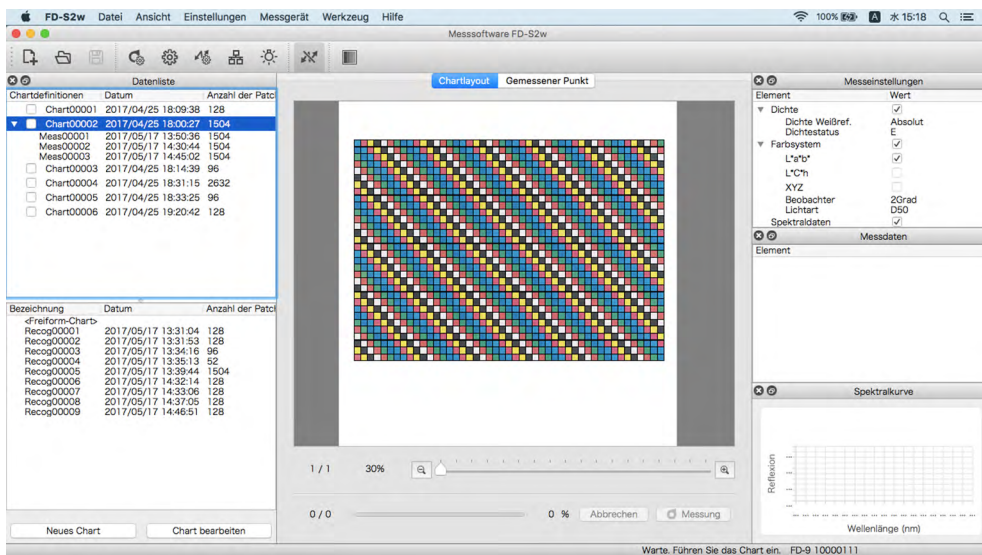 FD-S2w Datei Ansicht Einstellungen Messgerät Werkzeug Hilfe 100% A 水15:18
Messsoftware FD-S2w
Datenliste
Chartdefinitionen Datum Anzahl der Patc
Chart00001 2017/04/25 18:09:38 128
Chart00002 2017/04/25 18:00:27 1504
Meas00001 2017/05/17 13:50:36 1504
Meas00002 2017/05/17 14:30:44 1504
Meas00003 2017/05/17 14:45:02 1504
Chart00003 2017/04/25 18:14:39 96
Chart00004 2017/04/25 18:31:15 2632
Chart00005 2017/04/25 18:33:25 96
Chart00006 2017/04/25 19:20:42 128
Bezeichnung Datum Anzahl der Patcl
<Freiform-Chart>
Recog00001 2017/05/17 13:31:04 128
Recog00002 2017/05/17 13:31:53 128
Recog00003 2017/05/17 13:34:16 96
Recog00004 2017/05/17 13:35:13 52
Recog00005 2017/05/17 13:39:44 1504
Recog00006 2017/05/17 14:32:14 128
Recog00007 2017/05/17 14:33:06 128
Recog00008 2017/05/17 14:37:05 128
Recog00009 2017/05/17 14:46:51 128
Neues Chart Chart bearbeiten
Chartlayout Gemessener Punkt
1 / 1 30%
0 / 0 0 % Abbrechen Messung
Messeinstellungen
Element Wert
Dichte
Dichte Weißref. Absolut
Dichtestatus E
Farbsystem
L*a*b*
L*C*h
XYZ
Beobachter 2Grad
Lichtart D50
Spektraldaten
Messdaten
Element
Spektralkurve
Reflexion
Wellenlänge (nm)
Warte. Führen Sie das Chart ein. FD-9 10000111